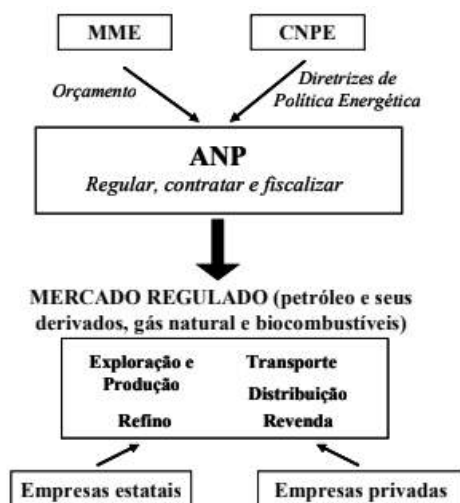 MME
CNPE
Orçamento
Diretrizes de
Política Energética
ANP
Regular, contratar e fiscalizar
MERCADO REGULADO (petróleo e seus
derivados, gás natural e biocombustíveis)
Exploração e
Produção
Refino
Transporte
Distribuição
Revenda
Empresas estatais
Empresas privadas